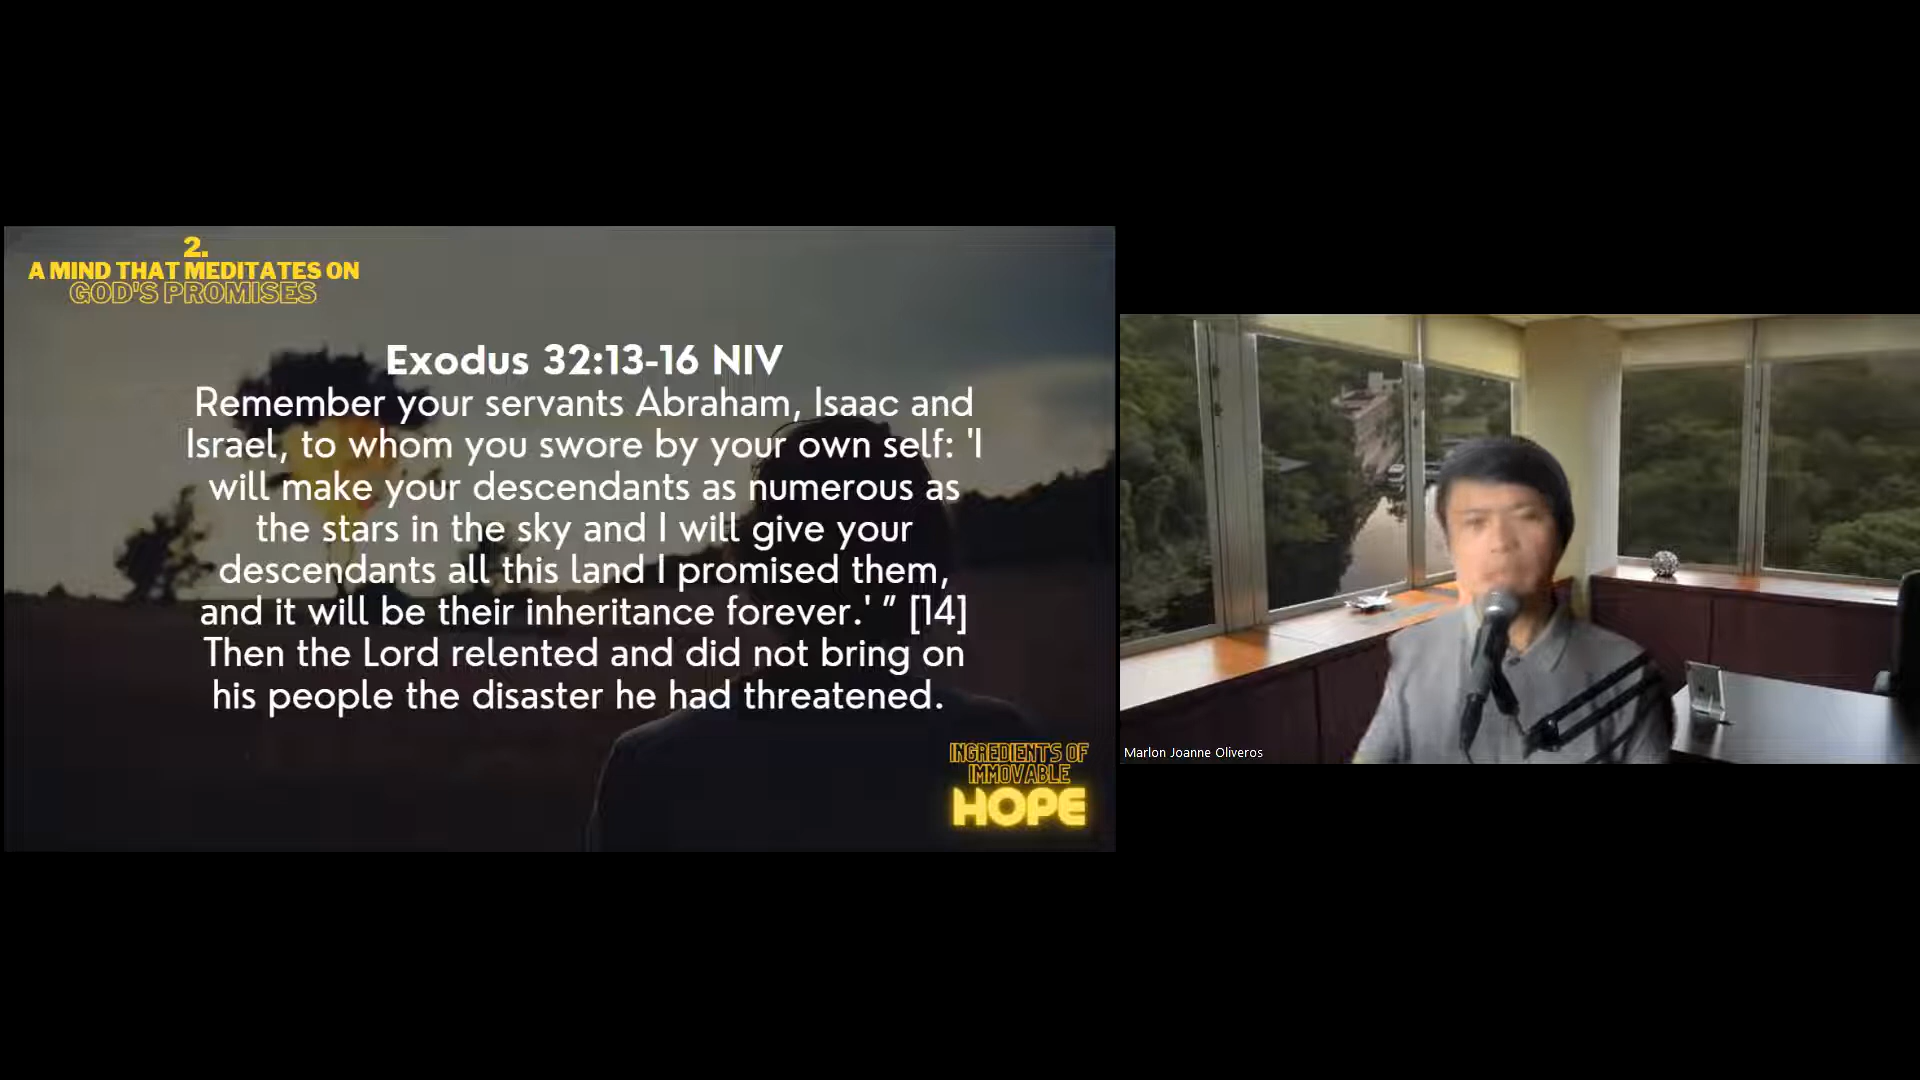 2.
A MIND THAT MEDITATES ON
GOD'S PROMISES
Exodus 32:13-16 NIV
Remember your servants Abraham, Isaac and
Israel, to whom you swore by your own self: 'I
will make your descendants as numerous as
the stars in the sky and I will give your
descendants all this land I promised them,
and it will be their inheritance forever.' ” [14]
Then the Lord relented and did not bring on
his people the disaster he had threatened.
INGREDIENTS OF
IMMOVABLE
HOPE
Marlon Joanne Oliveros